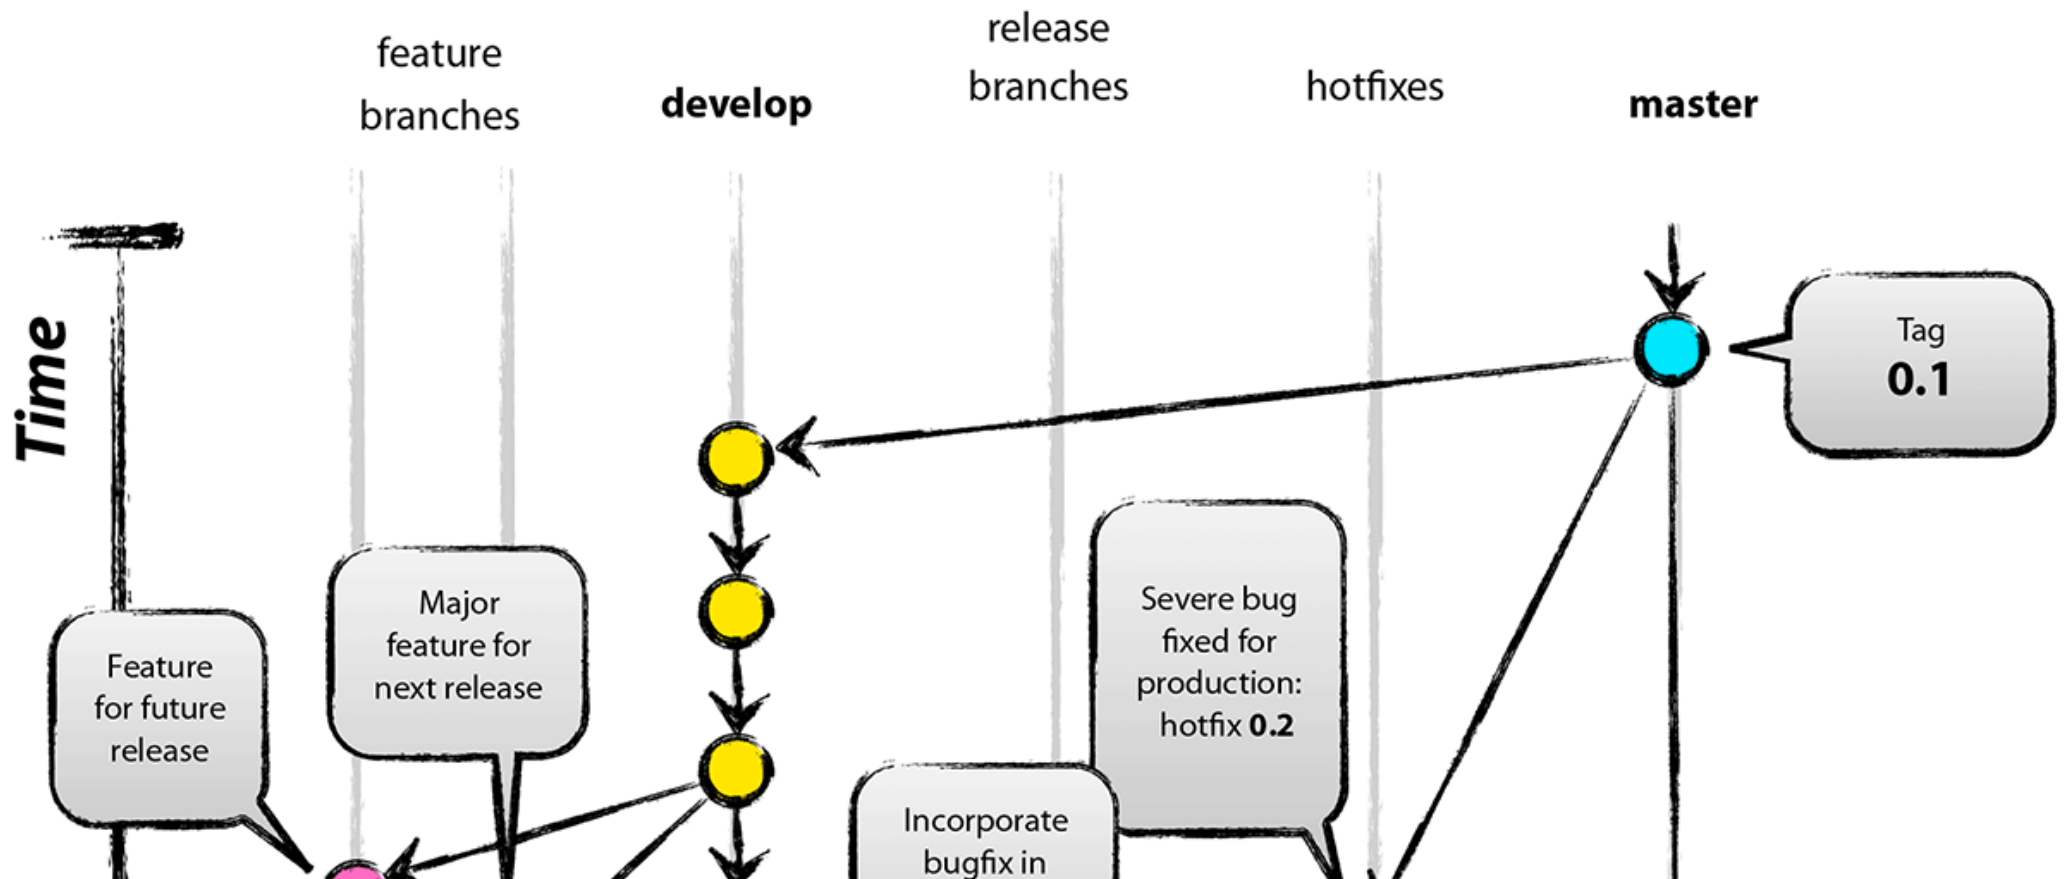 feature
branches
develop
release
branches
hotfixes
master
Time
Tag
0.1
Feature
for future
release
Major
feature for
next release
Severe bug
fixed for
production:
hotfix 0.2
Incorporate
bugfix in